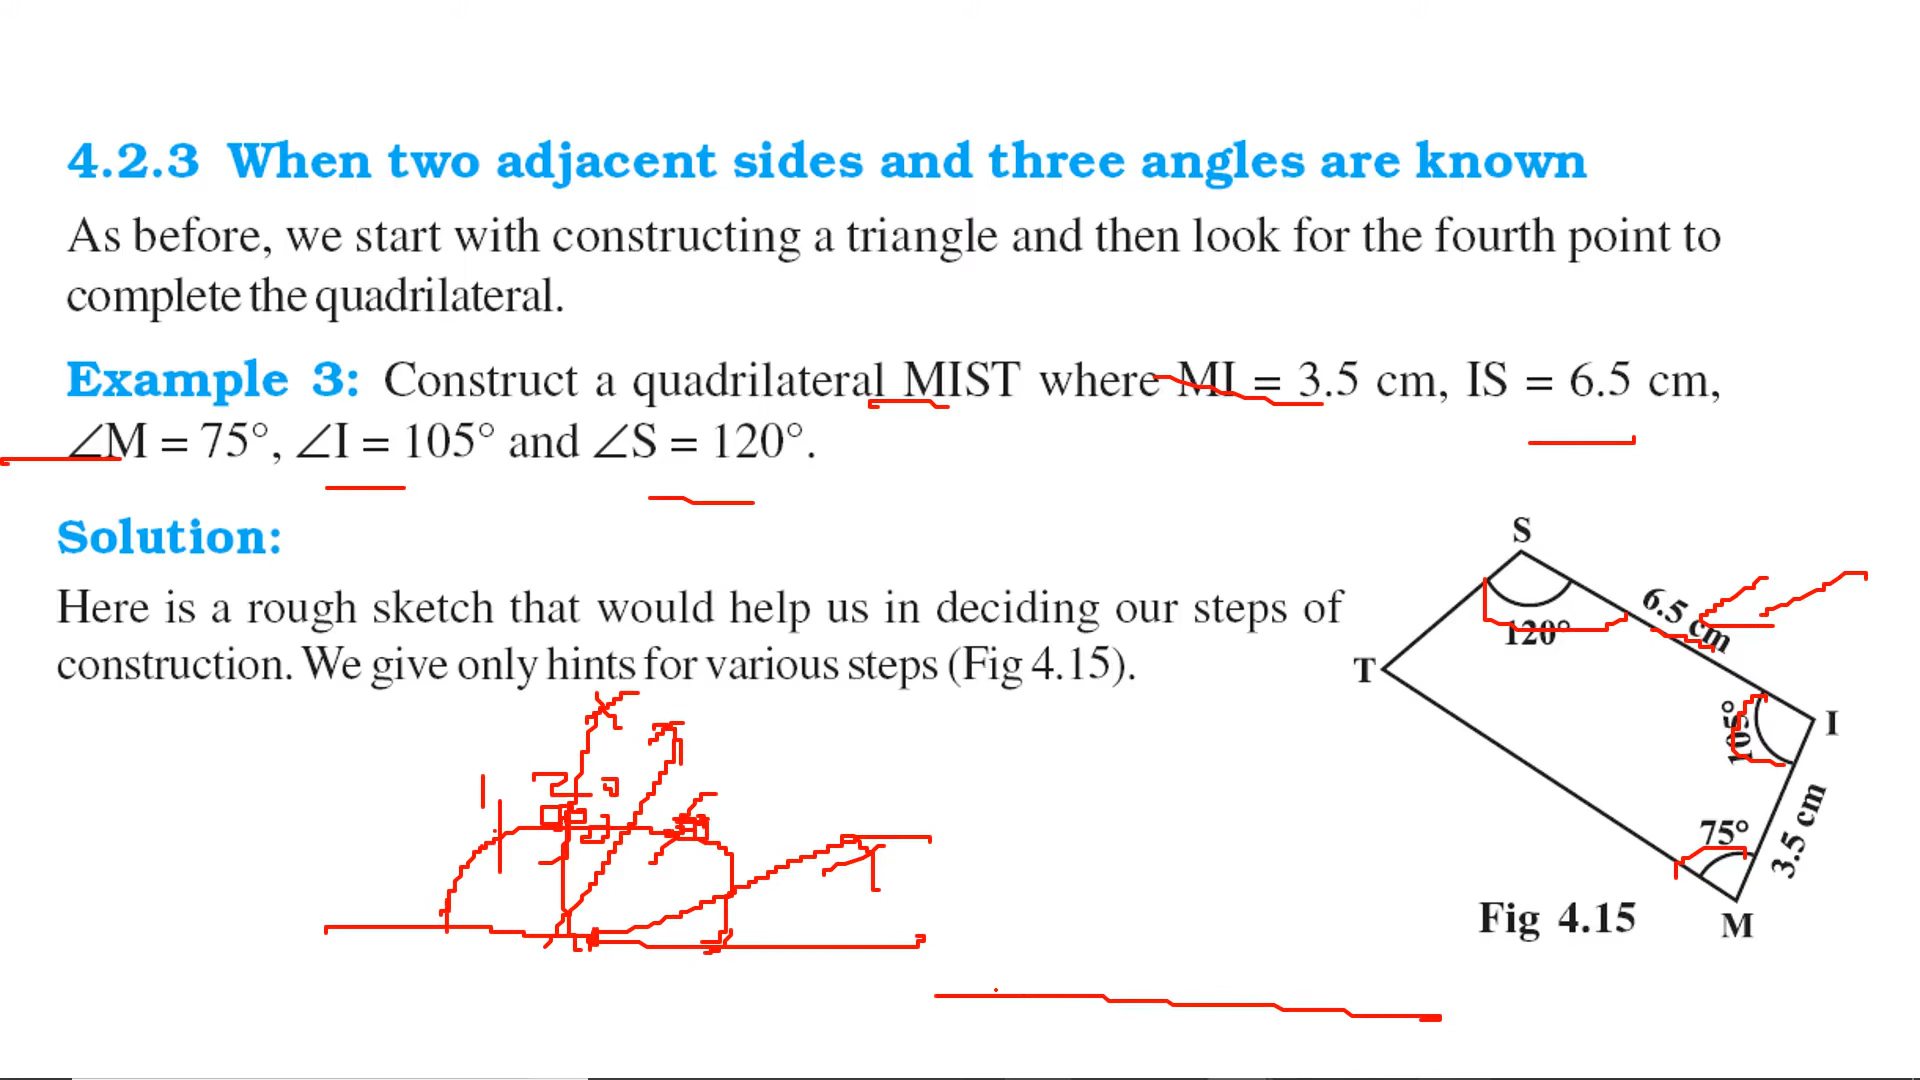 4.2.3 When two adjacent sides and three angles are known
As before, we start with constructing a triangle and then look for the fourth point to
complete the quadrilateral.
Example 3: Construct a quadrilateral MIST where MI = 3.5 cm, IS = 6.5 cm,
∠M = 75°, ∠I = 105° and ∠S = 120°.
Solution:
Here is a rough sketch that would help us in deciding our steps of
construction. We give only hints for various steps (Fig 4.15).
S
6.5 cm
120°
T
105°
I
75°
3.5 cm
Fig 4.15
M